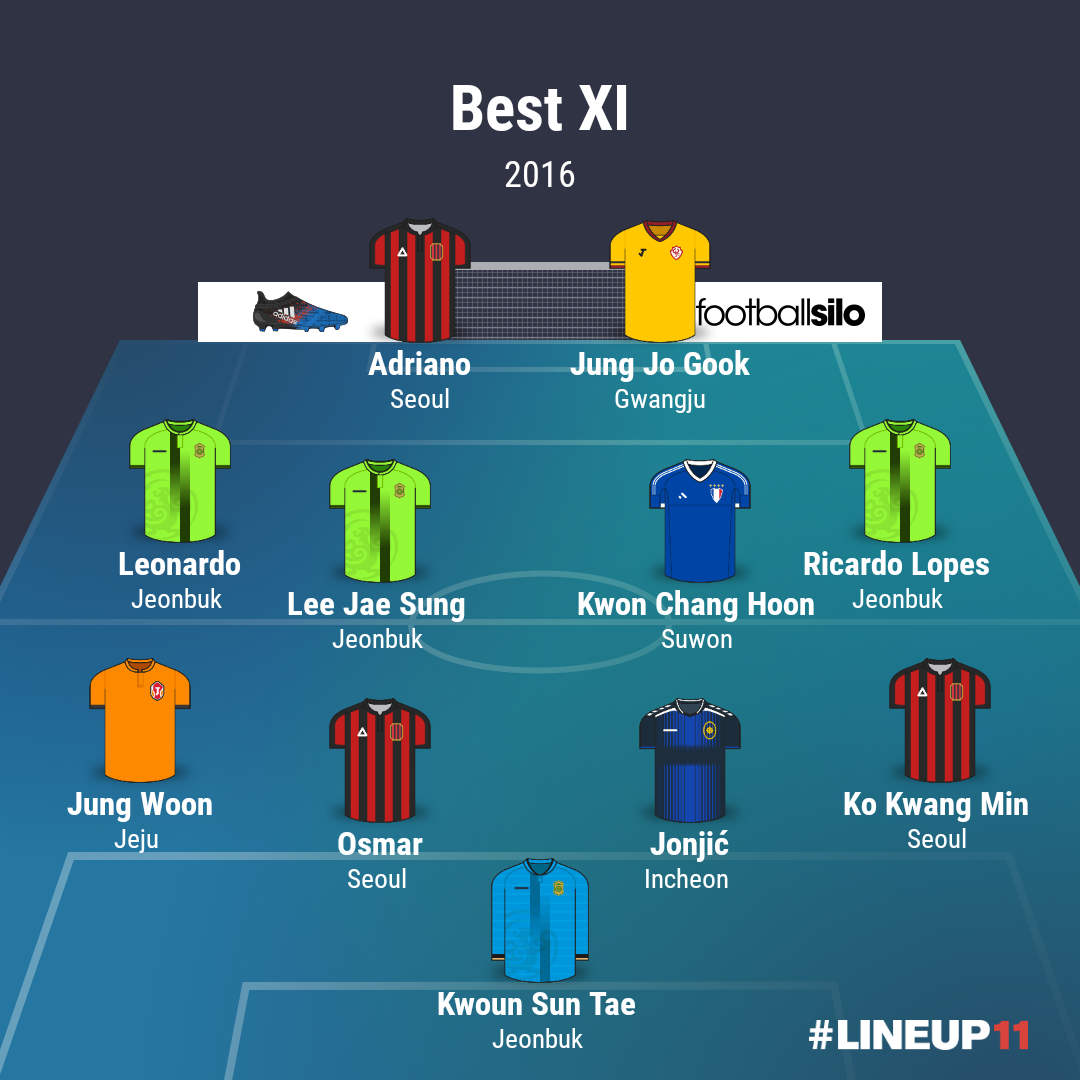 Best XI
2016
adidas
footballsilo
Adriano
Seoul
Jung Jo Gook
Gwangju
Leonardo
Jeonbuk
Lee Jae Sung
Jeonbuk
Kwon Chang Hoon
Suwon
Ricardo Lopes
Jeonbuk
Jung Woon
Jeju
Osmar
Seoul
Jonjić
Incheon
Ko Kwang Min
Seoul
Kwoun Sun Tae
Jeonbuk
#LINEUP11